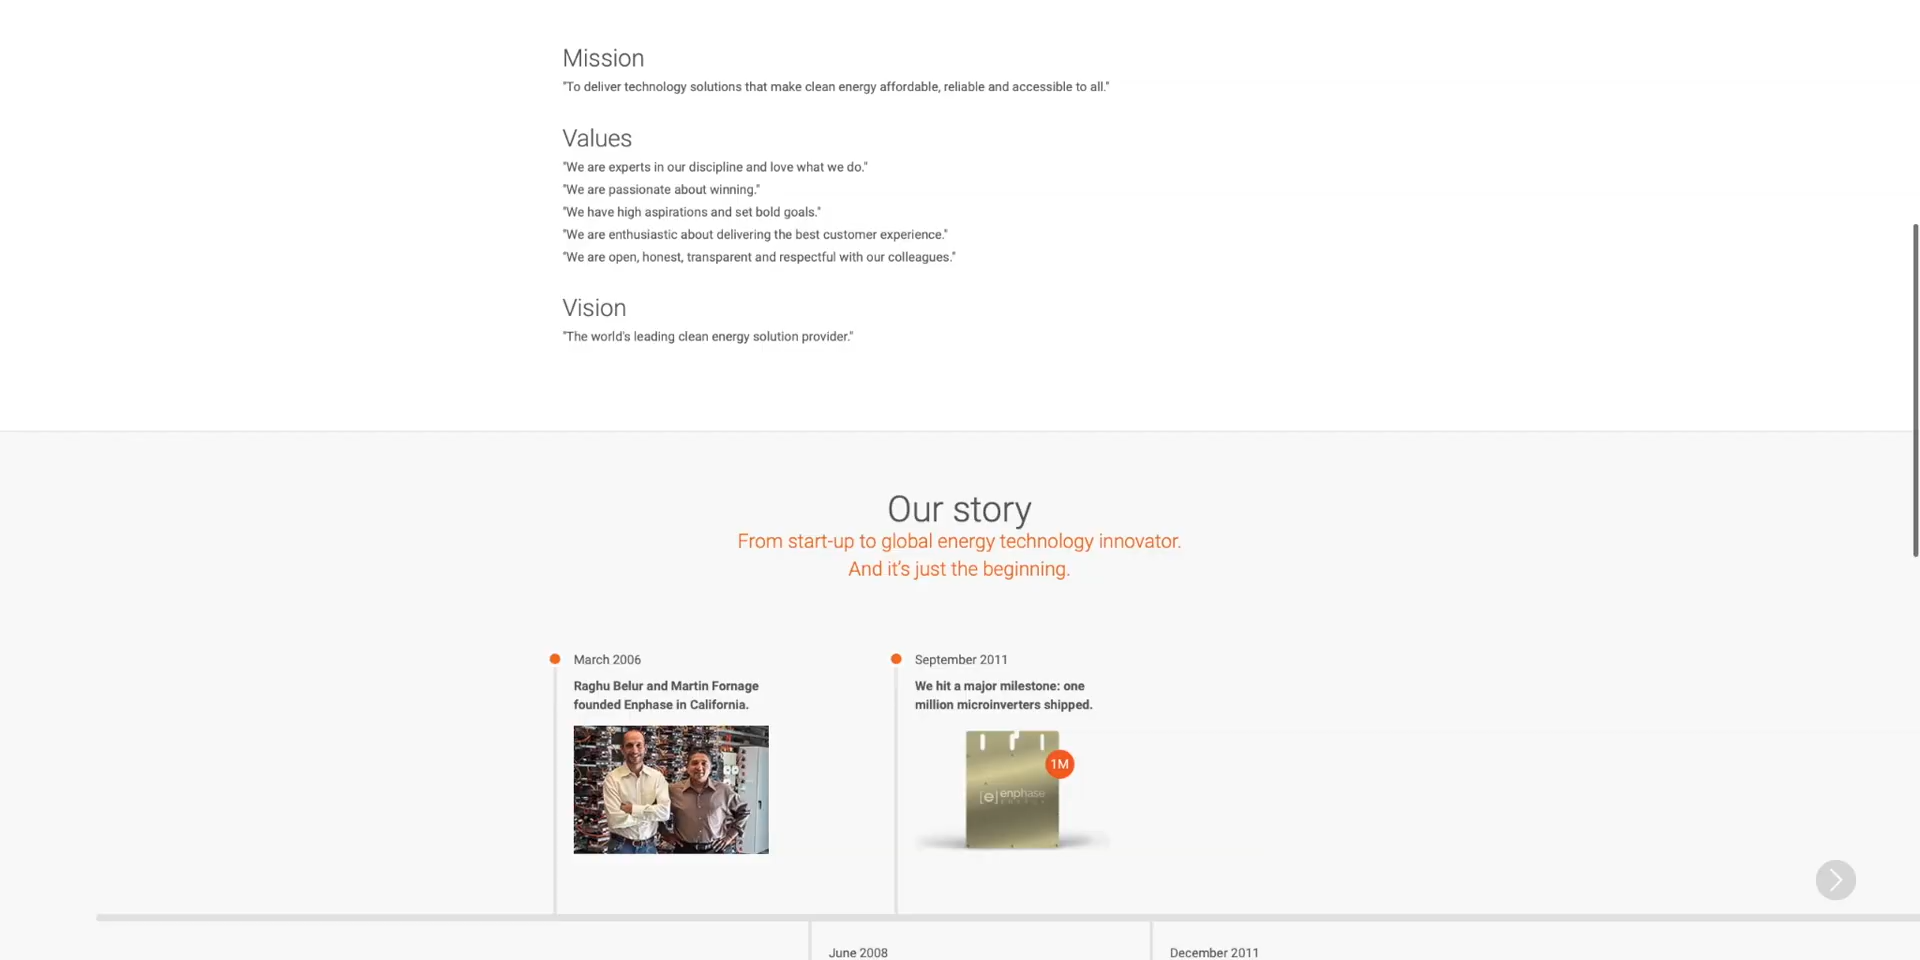 Mission
"To deliver technology solutions that make clean energy affordable, reliable and accessible to all."
Values
"We are experts in our discipline and love what we do."
"We are passionate about winning."
"We have high aspirations and set bold goals."
"We are enthusiastic about delivering the best customer experience."
"We are open, honest, transparent and respectful with our colleagues."
Vision
"The world's leading clean energy solution provider."
Our story
From start-up to global energy technology innovator.
And it’s just the beginning.
March 2006
Raghu Belur and Martin Fornage
founded Enphase in California.
September 2011
We hit a major milestone: one
million microinverters shipped.
1M
enphase
ENERGY
June 2008
December 2011